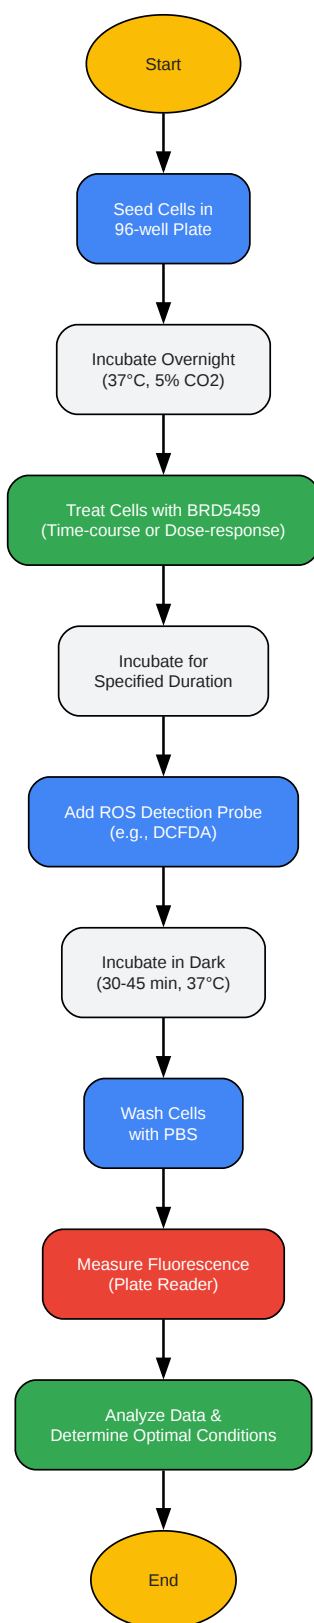 Start
Seed Cells in
96-well Plate
Incubate Overnight
(37°C, 5% CO2)
Treat Cells with BRD5459
(Time-course or Dose-response)
Incubate for
Specified Duration
Add ROS Detection Probe
(e.g., DCFDA)
Incubate in Dark
(30-45 min, 37°C)
Wash Cells
with PBS
Measure Fluorescence
(Plate Reader)
Analyze Data &
Determine Optimal Conditions
End